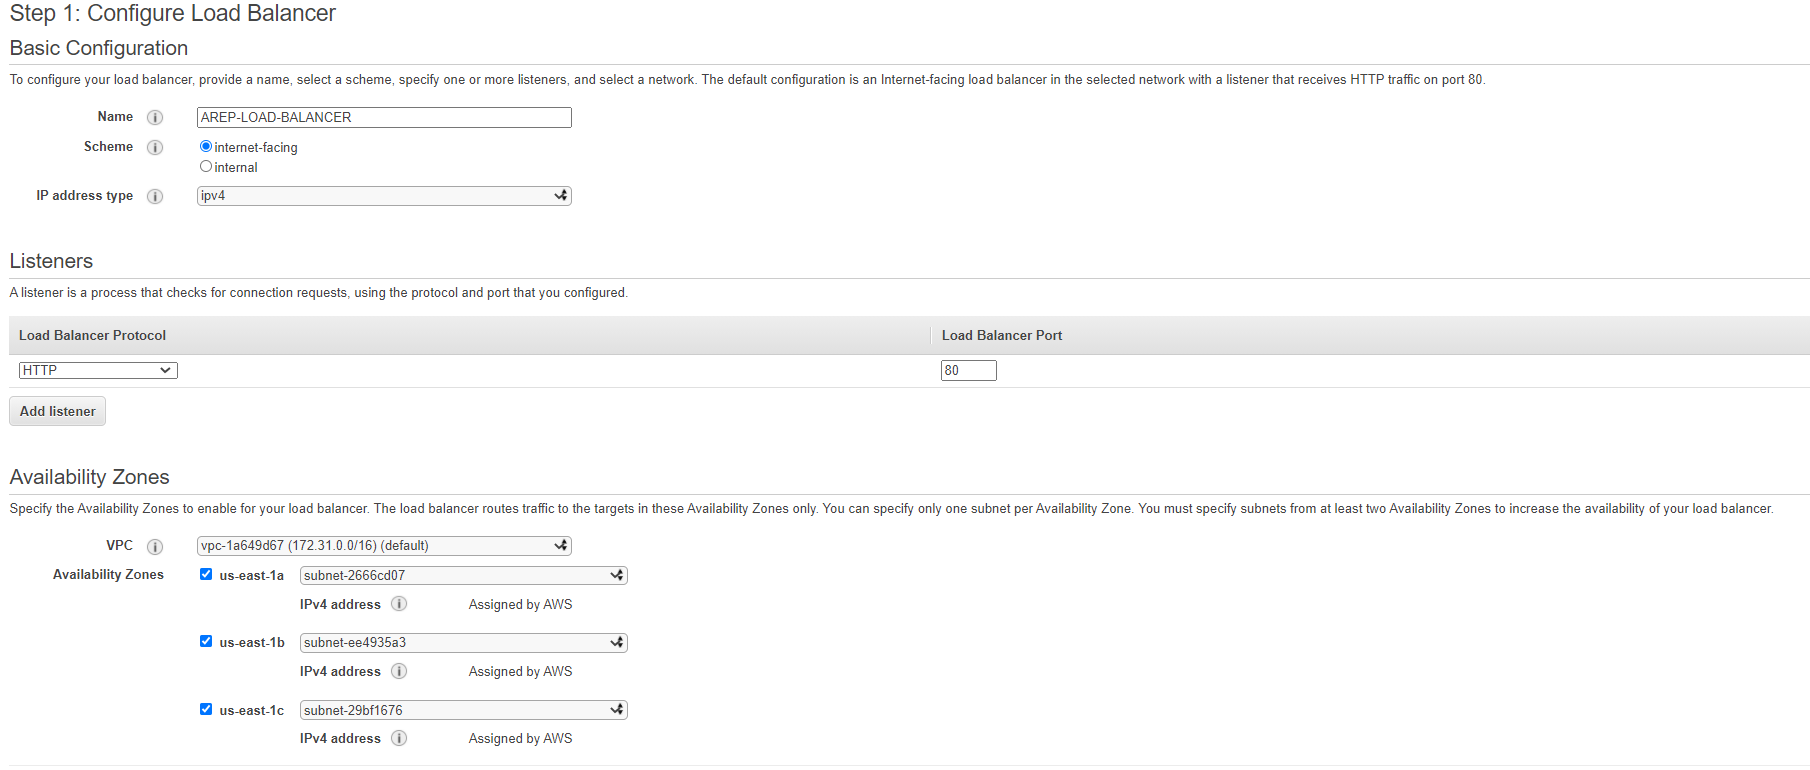 Step 1: Configure Load Balancer
Basic Configuration
To configure your load balancer, provide a name, select a scheme, specify one or more listeners, and select a network. The default configuration is an Internet-facing load balancer in the selected network with a listener that receives HTTP traffic on port 80.
Name i AREP-LOAD-BALANCER
Scheme i internet-facing
internal
IP address type i ipv4
Listeners
A listener is a process that checks for connection requests, using the protocol and port that you configured.
Load Balancer Protocol Load Balancer Port
HTTP 80
Add listener
Availability Zones
Specify the Availability Zones to enable for your load balancer. The load balancer routes traffic to the targets in these Availability Zones only. You can specify only one subnet per Availability Zone. You must specify subnets from at least two Availability Zones to increase the availability of your load balancer.
VPC i vpc-1a649d67 (172.31.0.0/16) (default)
Availability Zones us-east-1a subnet-2666cd07
IPv4 address i Assigned by AWS
us-east-1b subnet-ee4935a3
IPv4 address i Assigned by AWS
us-east-1c subnet-29bf1676
IPv4 address i Assigned by AWS